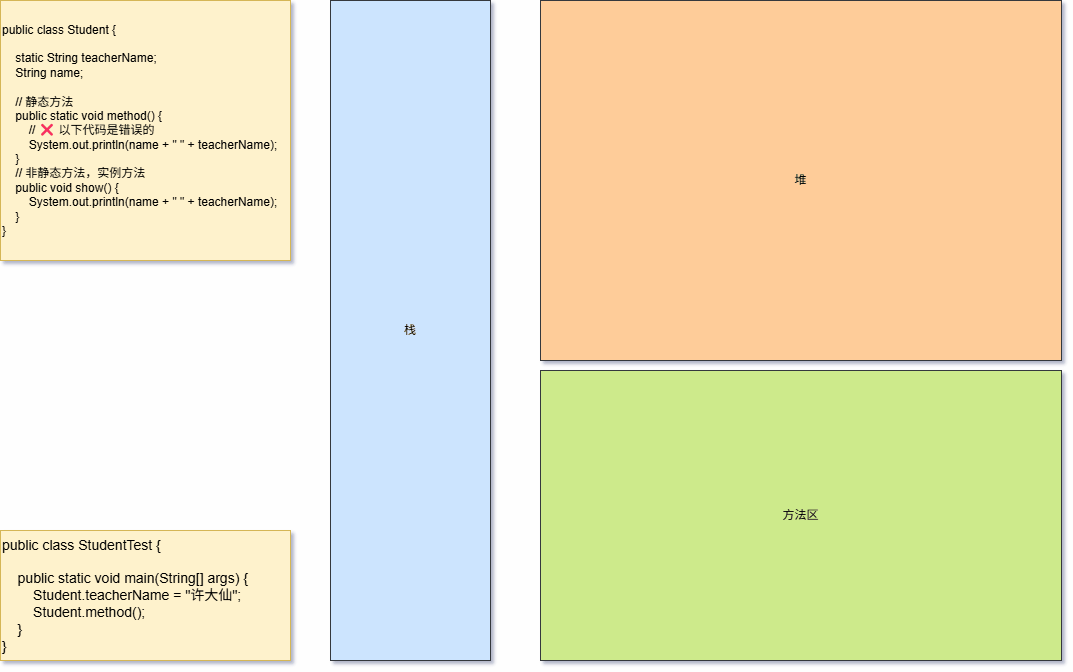 public class Student {
static String teacherName;
String name;
// 静态方法
public static void method() {
// ❌ 以下代码是错误的
System.out.println(name + " " + teacherName);
}
// 非静态方法，实例方法
public void show() {
System.out.println(name + " " + teacherName);
}
}
public class StudentTest {
public static void main(String[] args) {
Student.teacherName = "许大仙";
Student.method();
}
}
栈
堆
方法区